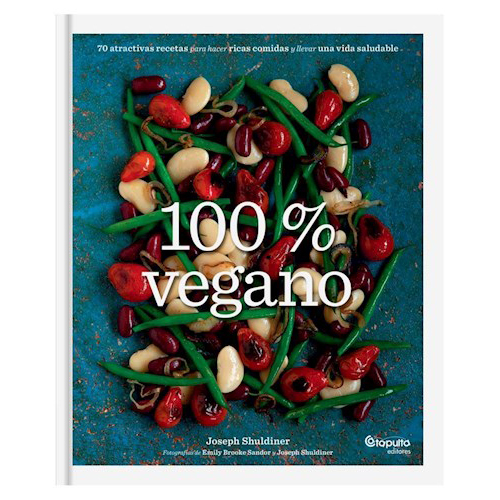 70 atractivas recetas para hacer ricas comidas y llevar una vida saludable
100 %
vegano
Joseph Shuldiner
Fotografías de Emily Brooke Sandor y Joseph Shuldiner
Catapulta
editores